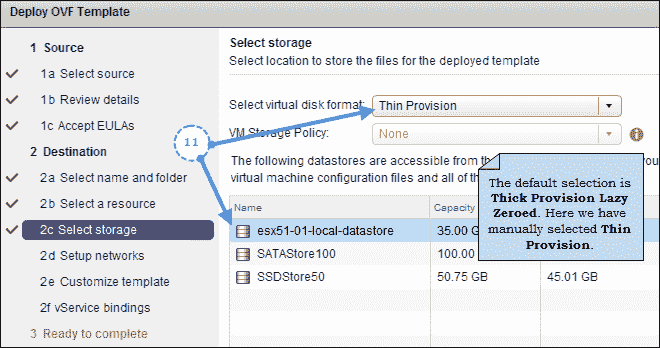 Deploy OVF Template
1 Source
1a Select source
1b Review details
1c Accept EULAs
2 Destination
2a Select name and folder
2b Select a resource
2c Select storage
2d Setup networks
2e Customize template
2f vService bindings
3 Ready to complete
Select storage
Select location to store the files for the deployed template
Select virtual disk format:
Thin Provision
VM Storage Policy:
None
11
The following datastores are accessible from the
virtual machine configuration files and all of the
Name
Capacity
esx51-01-local-datastore
35.00
SATAStore100
100.00
SSDStore50
50.75 GB
45.01 GB
The default selection is
Thick Provision Lazy
Zeroed. Here we have
manually selected Thin
Provision.